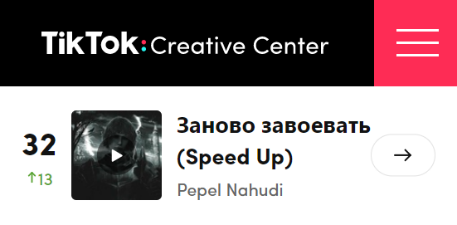 TikTok: Creative Center
32
↑13
Заново завоевать
(Speed Up)
Pepel Nahudi